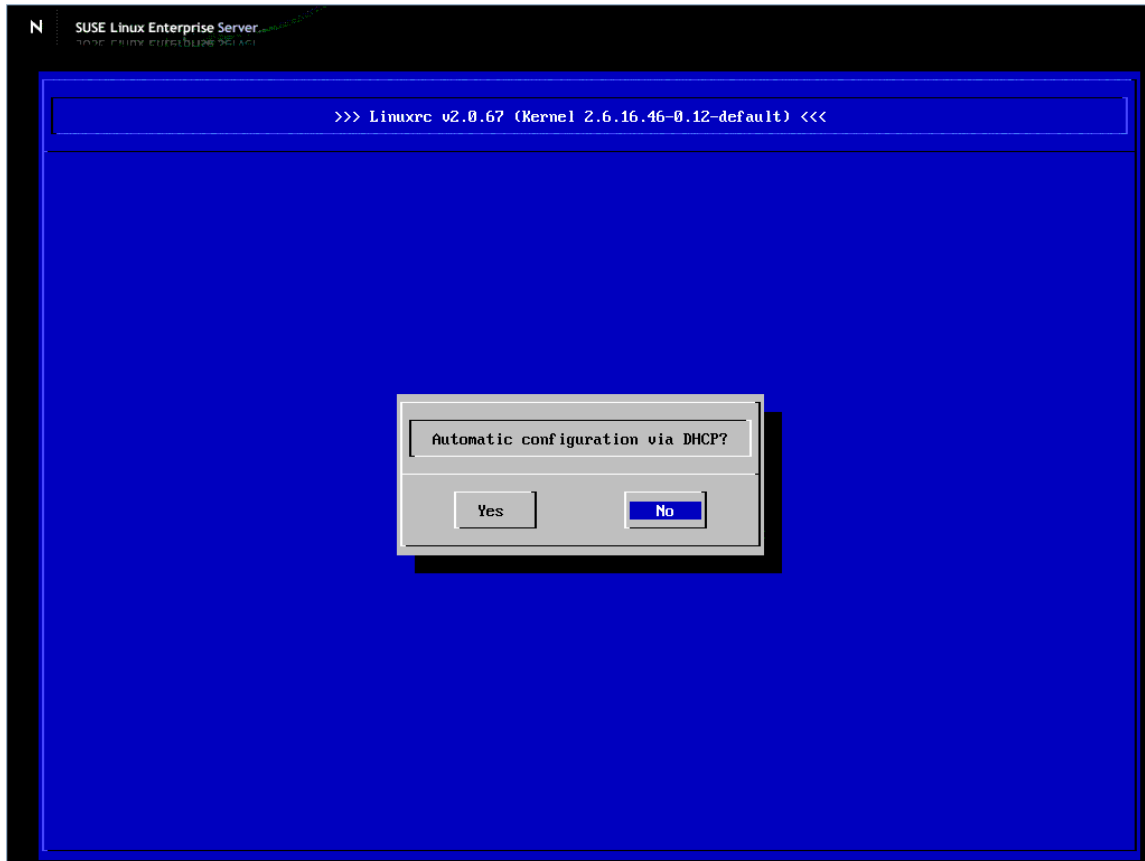 N SUSE Linux Enterprise Server
>>> Linuxrc v2.0.67 (Kernel 2.6.16.46-0.12-default) <<<
Automatic configuration via DHCP?
Yes No